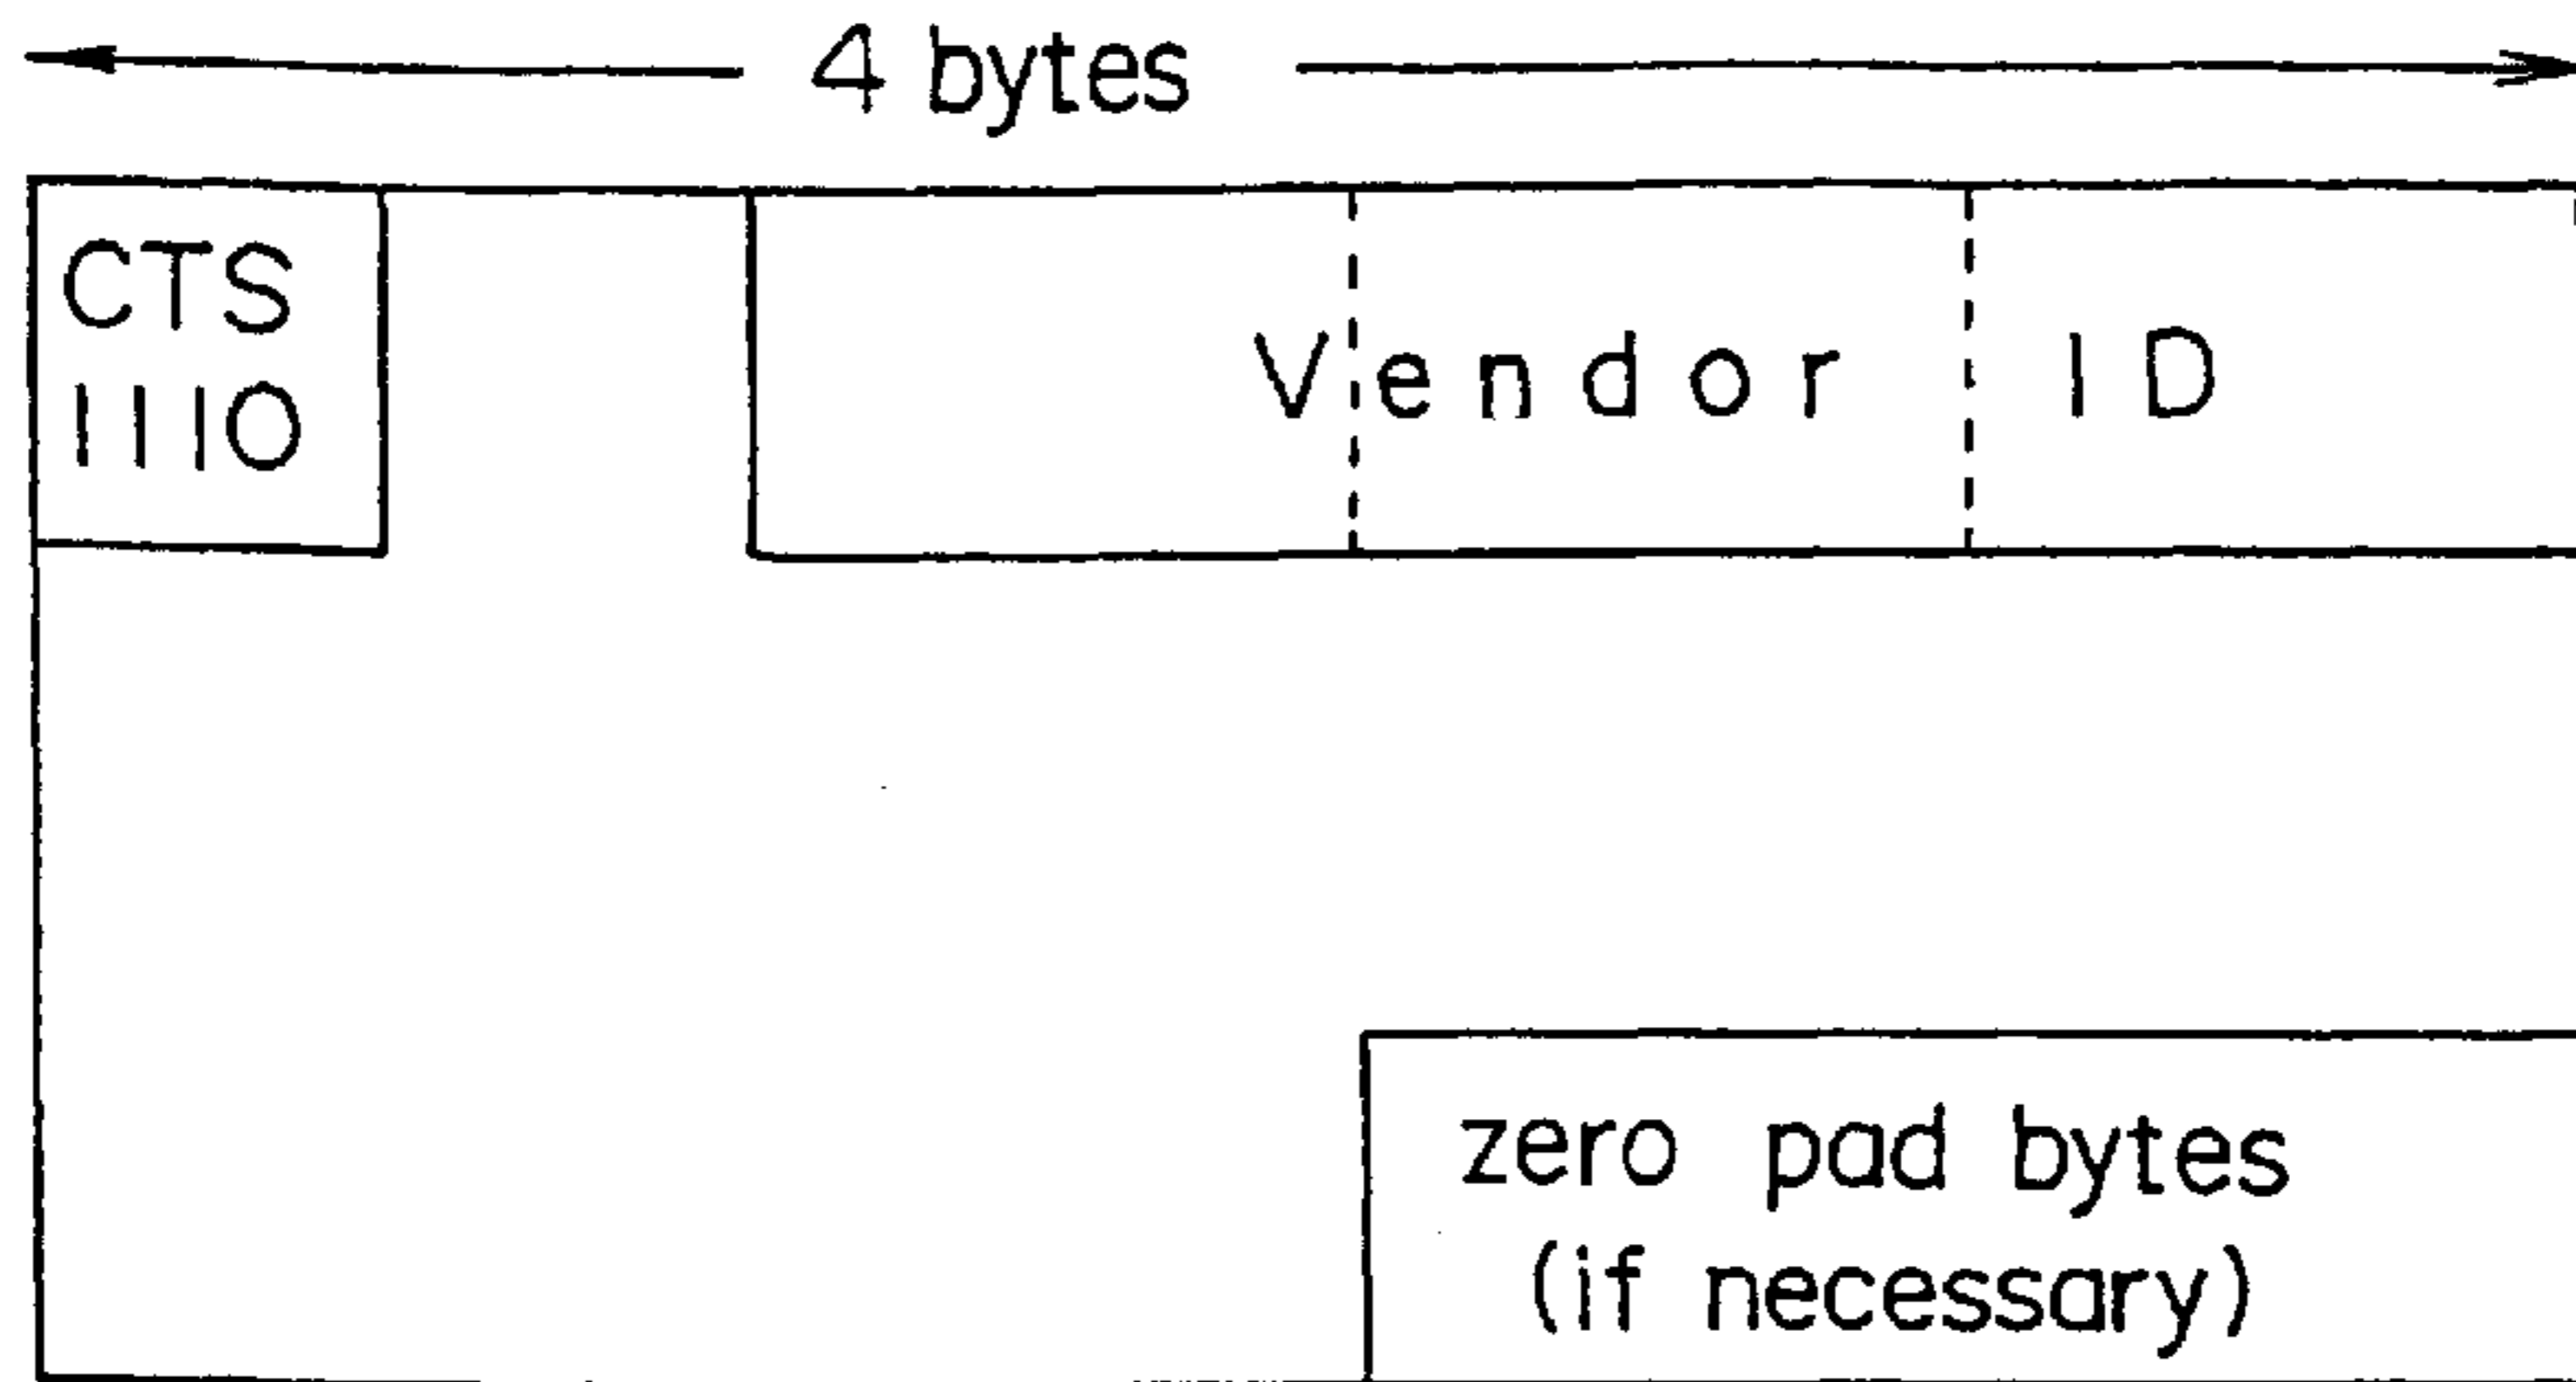 4 bytes
CTS
1110
Vendor ID
zero pad bytes
(if necessary)